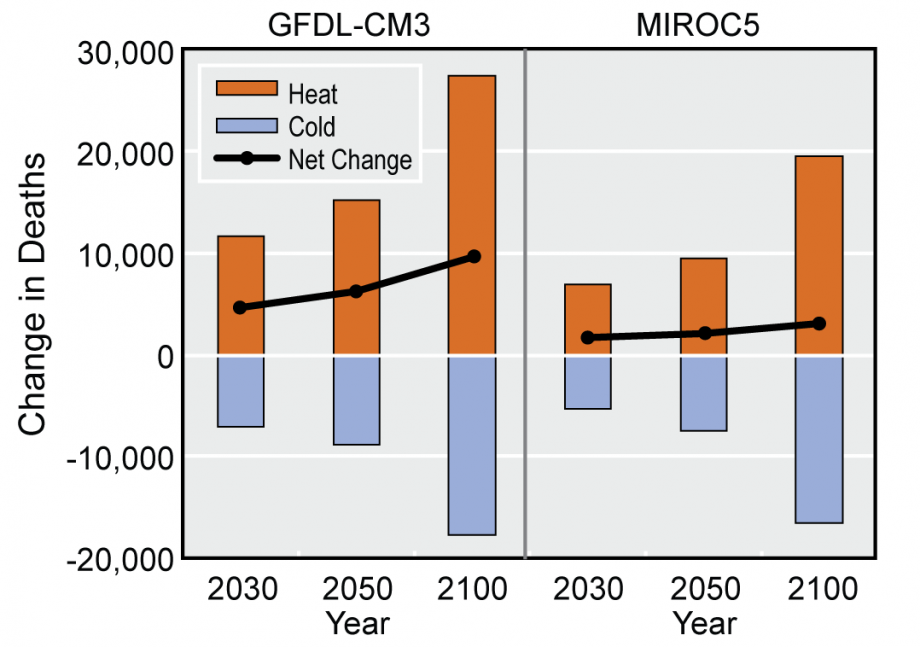 GFDL-CM3 MIROC5
30,000
20,000
10,000
0
-10,000
-20,000
Change in Deaths
Heat
Cold
Net Change
2030 2050 2100 2030 2050 2100
Year Year